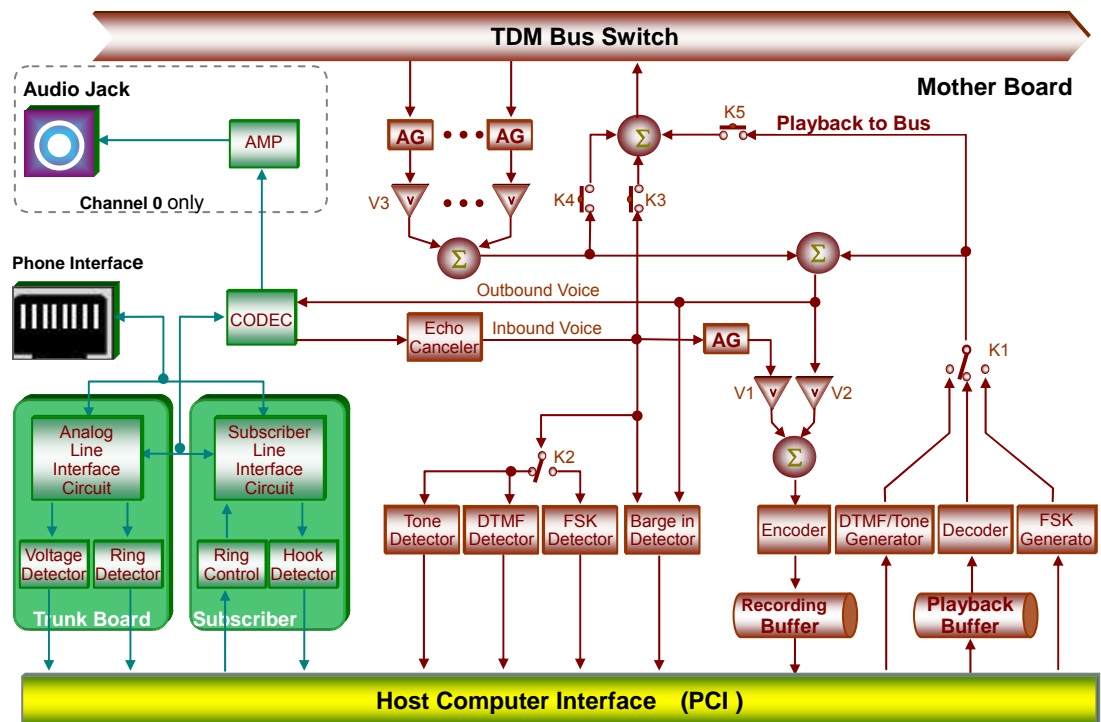 TDM Bus Switch
Mother Board
Audio Jack
AMP
Channel 0 only
AG
AG
K5
Playback to Bus
Σ
V3
v
v
K4
K3
Σ
Σ
Phone Interface
CODEC
Outbound Voice
Echo
Canceler
Inbound Voice
AG
K1
V1
v
v
V2
Analog
Line
Interface
Circuit
Subscriber
Line
Interface
Circuit
K2
Σ
Tone
Detector
DTMF
Detector
FSK
Detector
Barge in
Detector
Encoder
DTMF/Tone
Generator
Decoder
FSK
Generato
Voltage
Detector
Ring
Detector
Ring
Control
Hook
Detector
Trunk Board
Subscriber
Recording
Buffer
Playback
Buffer
Host Computer Interface (PCI )